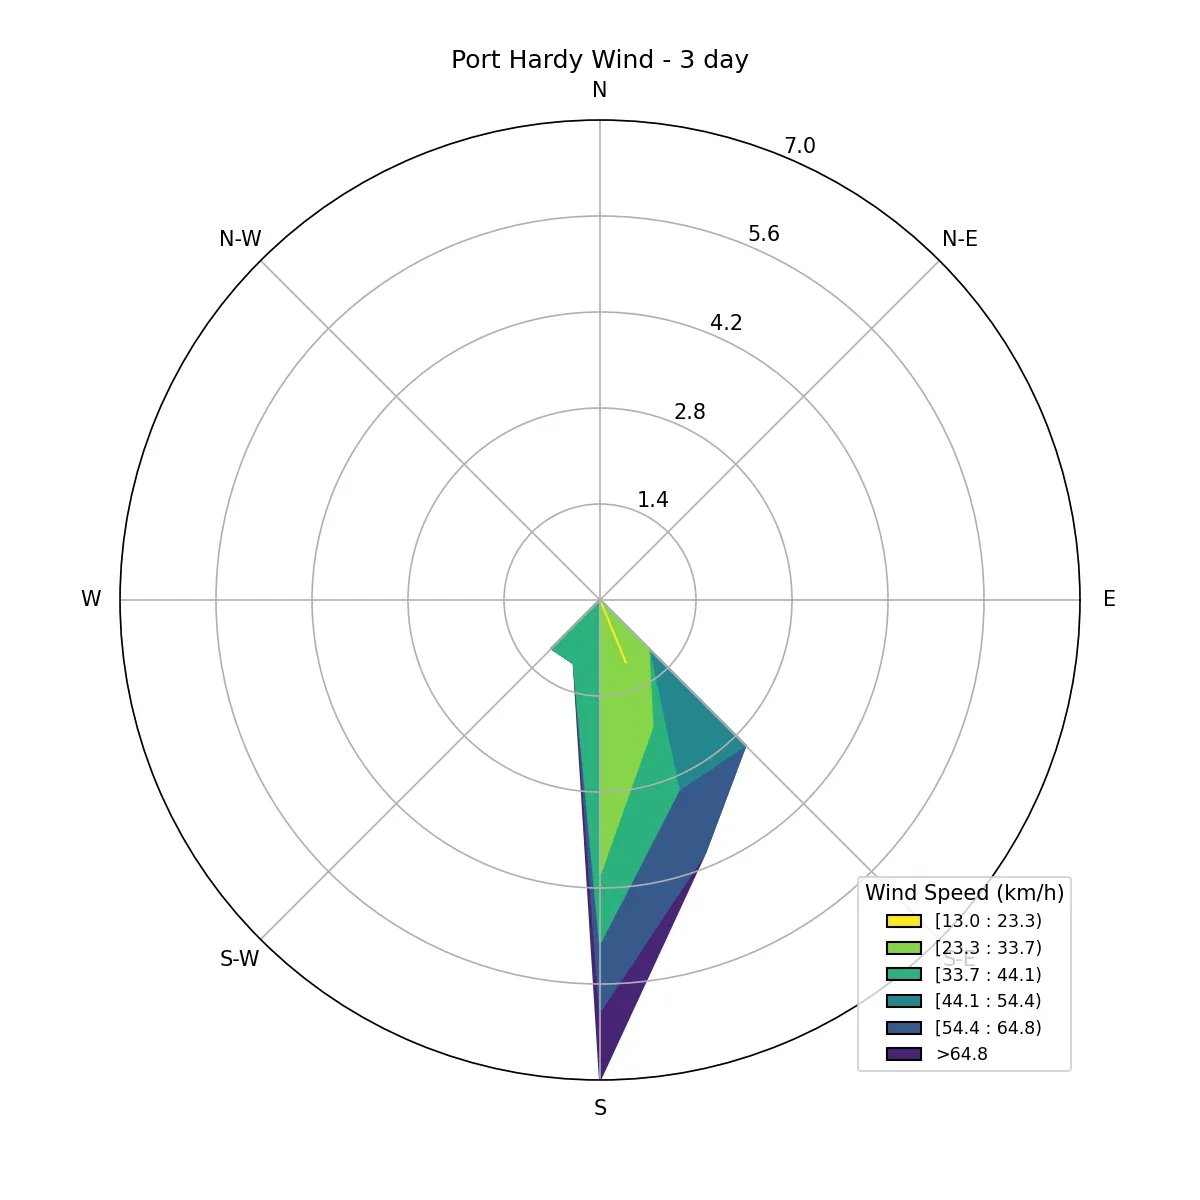 Port Hardy Wind - 3 day
N
7.0
N-W
5.6
N-E
4.2
2.8
1.4
W
E
Wind Speed (km/h)
[13.0 : 23.3)
[23.3 : 33.7)
S-W
S-E
[33.7 : 44.1)
[44.1 : 54.4)
[54.4 : 64.8)
>64.8
S